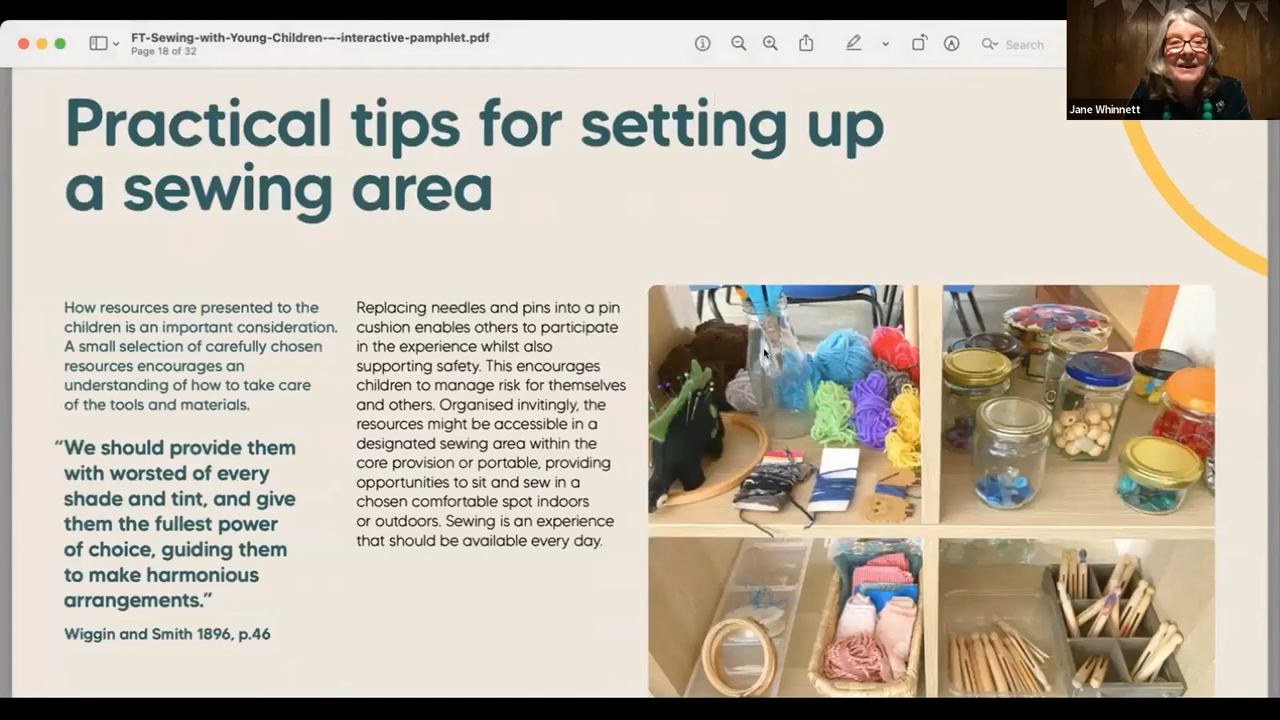 FT-Sewing-with-Young-Children-–-interactive-pamphlet.pdf
Page 18 of 32
Search
Jane Whinnett
Practical tips for setting up
a sewing area
How resources are presented to the
children is an important consideration.
A small selection of carefully chosen
resources encourages an
understanding of how to take care
of the tools and materials.
“We should provide them
with worsted of every
shade and tint, and give
them the fullest power
of choice, guiding them
to make harmonious
arrangements.”
Wiggin and Smith 1896, p.46
Replacing needles and pins into a pin
cushion enables others to participate
in the experience whilst also
supporting safety. This encourages
children to manage risk for themselves
and others. Organised invitingly, the
resources might be accessible in a
designated sewing area within the
core provision or portable, providing
opportunities to sit and sew in a
chosen comfortable spot indoors
or outdoors. Sewing is an experience
that should be available every day.